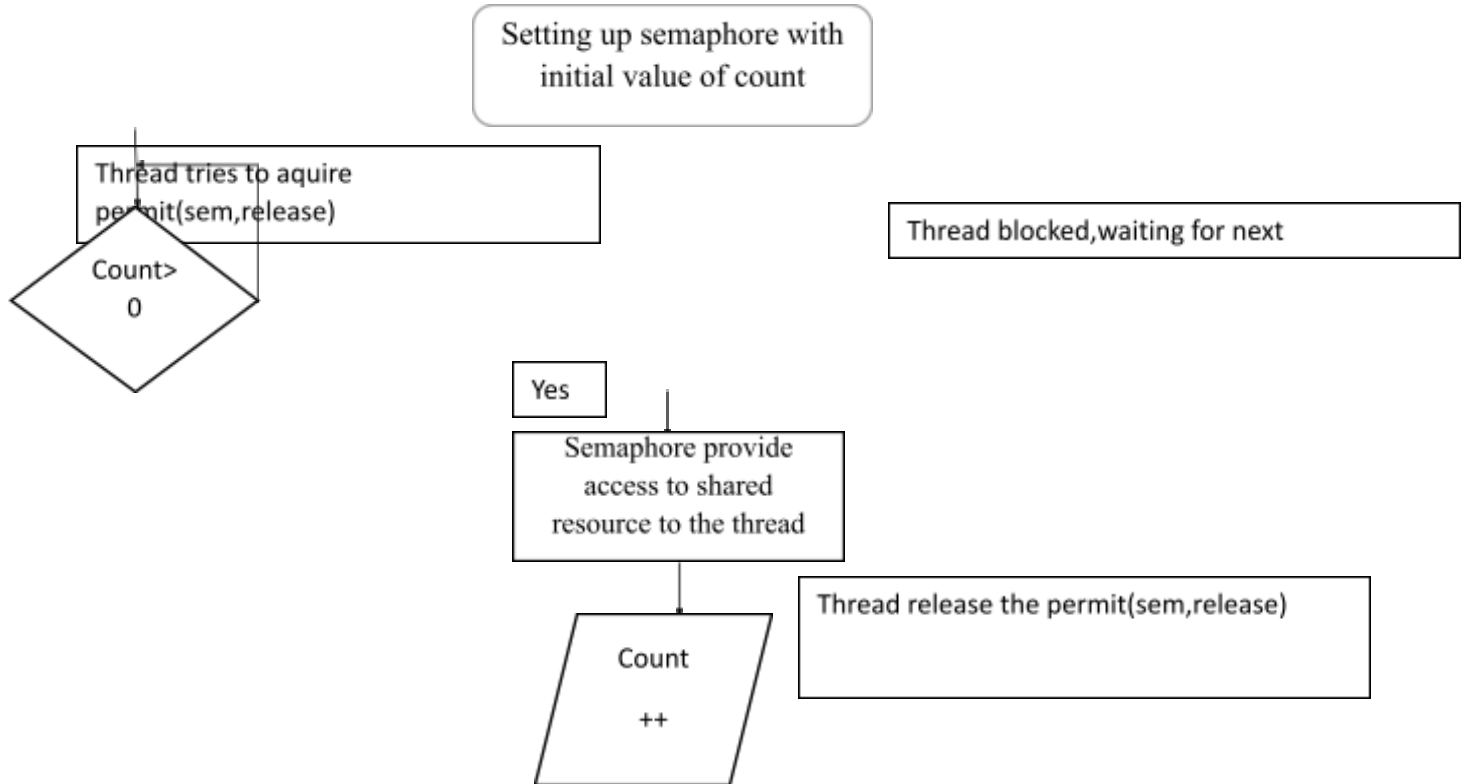 Setting up semaphore with
initial value of count
Thread tries to aquire
permit(sem,release)
Thread blocked,waiting for next
Count>
0
Yes
Semaphore provide
access to shared
resource to the thread
Thread release the permit(sem,release)
Count
++